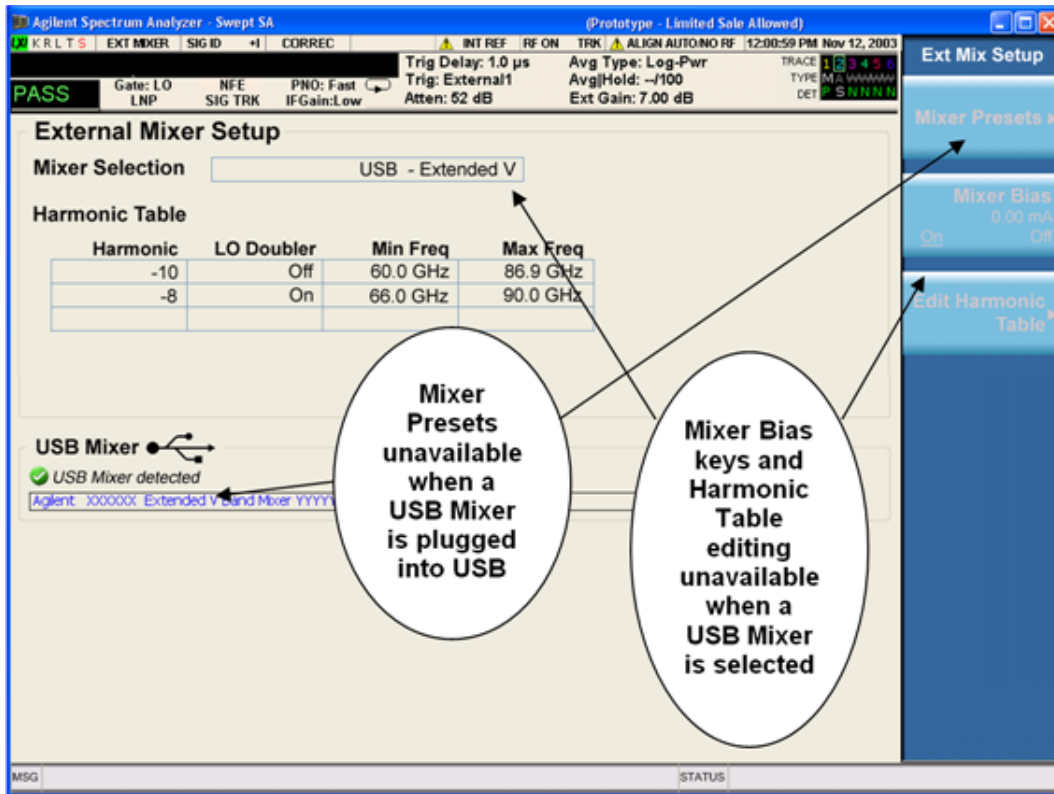 Agilent Spectrum Analyzer - Swept SA (Prototype - Limited Sale Allowed)
LXI K R L T S EXT MIXER SIG ID +I CORREC INT REF RF ON TRK ALIGN AUTO/NO RF 12:00:59 PM Nov 12, 2003
PASS
Gate: LO
LNP
NFE
SIG TRK
PNO: Fast
IFGain:Low
Trig Delay: 1.0 µs
Trig: External1
Atten: 52 dB
Avg Type: Log-Pwr
Avg|Hold: --/100
Ext Gain: 7.00 dB
TRACE 1 2 3 4 5 6
TYPE M A W W W W
DET P S N N N N
External Mixer Setup
Mixer Selection USB - Extended V
Harmonic Table
Harmonic LO Doubler Min Freq Max Freq
-10 Off 60.0 GHz 86.9 GHz
-8 On 66.0 GHz 90.0 GHz
USB Mixer
USB Mixer detected
Agilent XXXXXX Extended V Band Mixer YYYY
Mixer
Presets
unavailable
when a
USB Mixer
is plugged
into USB
Mixer Bias
keys and
Harmonic
Table
editing
unavailable
when a
USB Mixer
is selected
Ext Mix Setup
Mixer Presets
Mixer Bias
0.00 mA
On Off
Edit Harmonic
Table
MSG STATUS